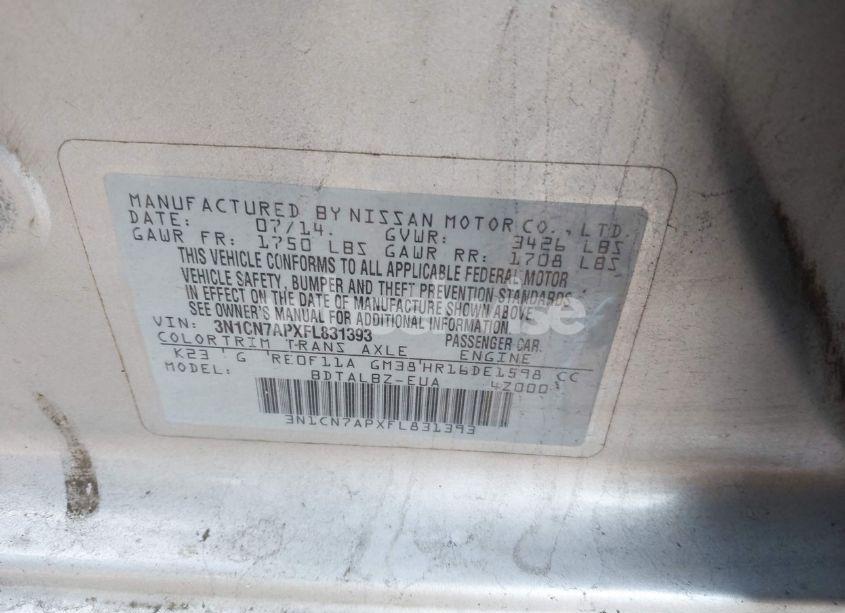 MANUFACTURED BY NISSAN MOTOR CO., LTD.
DATE: 07/14. GVWR: 3426 LBS
GAWR FR: 1750 LBS GAWR RR: 1708 LBS
THIS VEHICLE CONFORMS TO ALL APPLICABLE FEDERAL MOTOR
VEHICLE SAFETY, BUMPER AND THEFT PREVENTION STANDARDS
IN EFFECT ON THE DATE OF MANUFACTURE SHOWN ABOVE.
SEE OWNER'S MANUAL FOR ADDITIONAL INFORMATION
VIN: 3N1CN7APXFL831393 PASSENGER CAR.
COLOR TRIM TRANS AXLE ENGINE
K23 G RE0F11A GM38 HR16DE1598 CC
MODEL: BDTALBZ-EUA 4Z000
3N1CN7APXFL831393